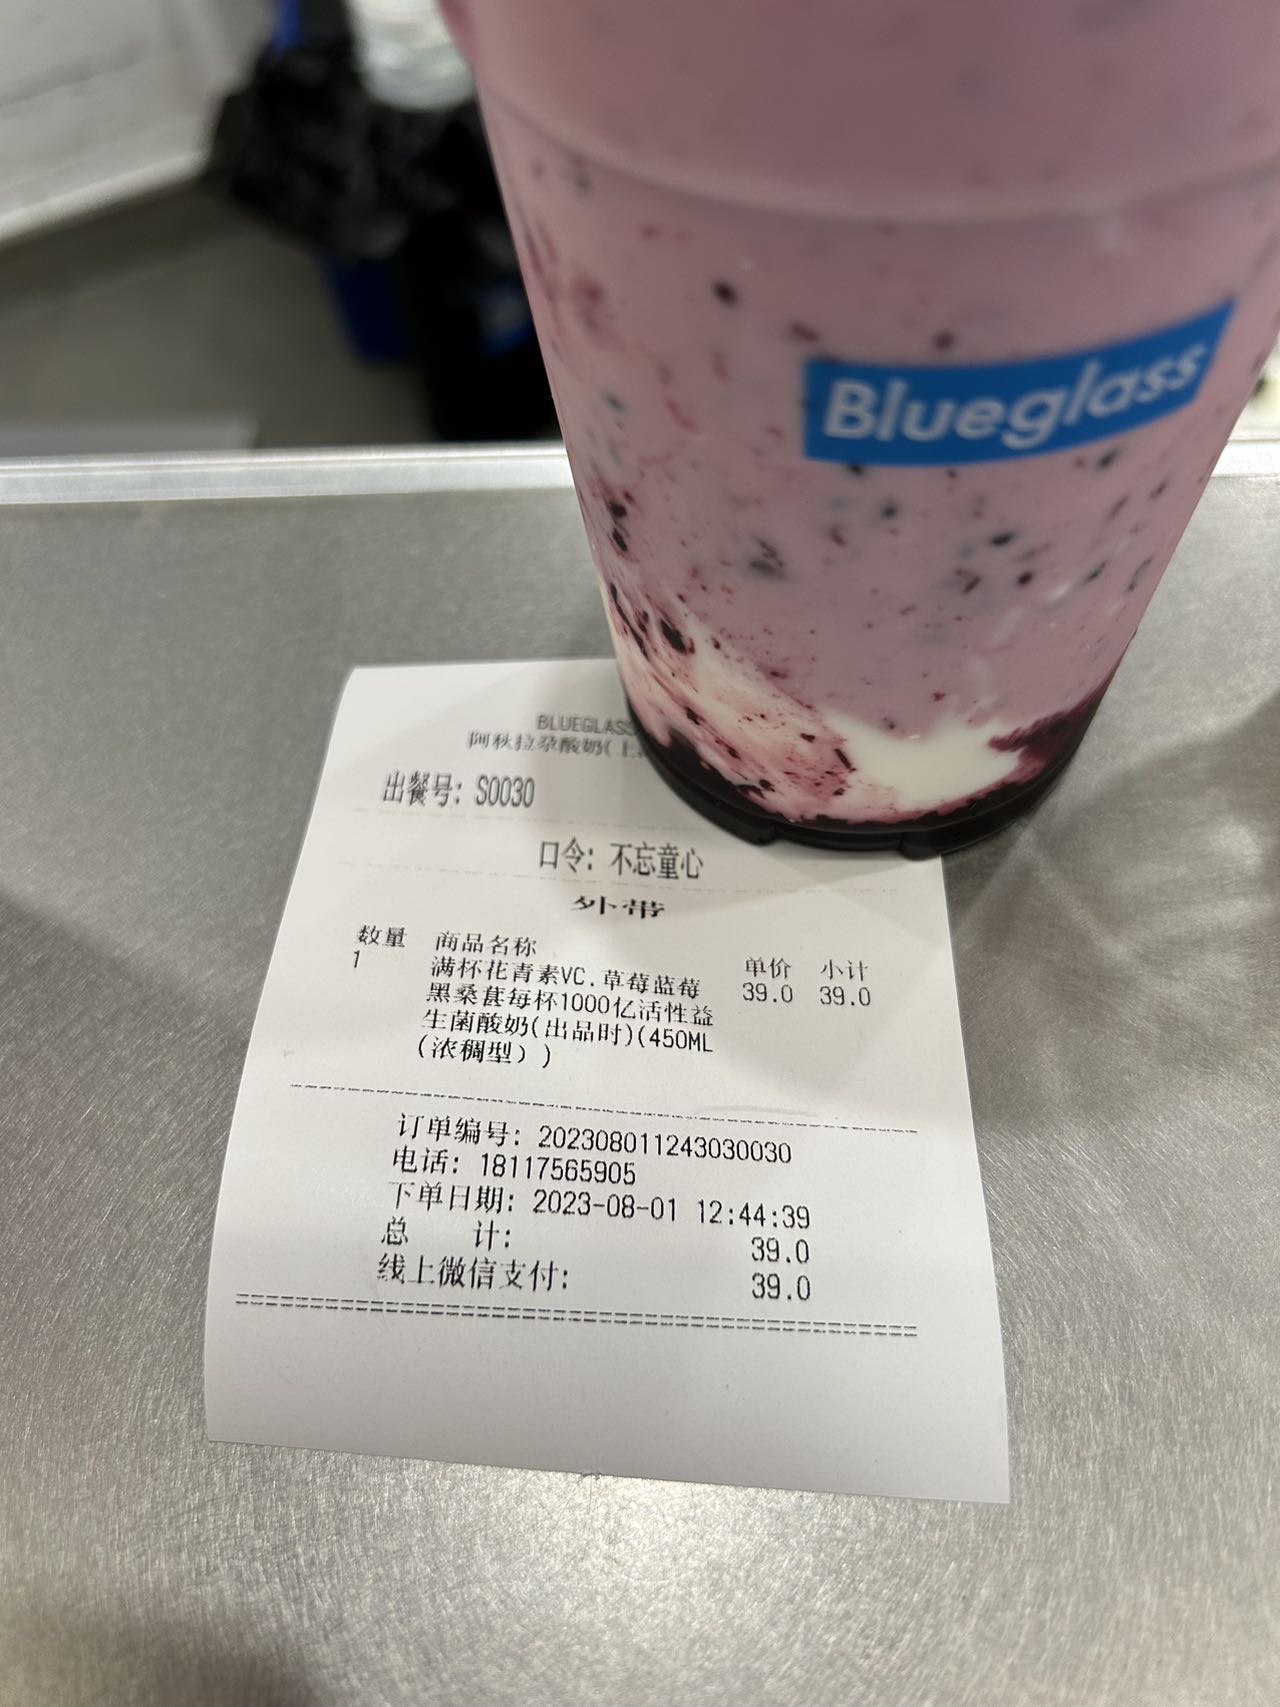 Blueglass
BLUEGLASS
阿秋拉尕酸奶(上
出餐号: S0030
口令: 不忘童心
外带
数量 商品名称 单价 小计
1 满杯花青素VC.草莓蓝莓 39.0 39.0
黑桑葚每杯1000亿活性益
生菌酸奶(出品时)(450ML
(浓稠型))
订单编号: 202308011243030030
电话: 18117565905
下单日期: 2023-08-01 12:44:39
总 计: 39.0
线上微信支付: 39.0